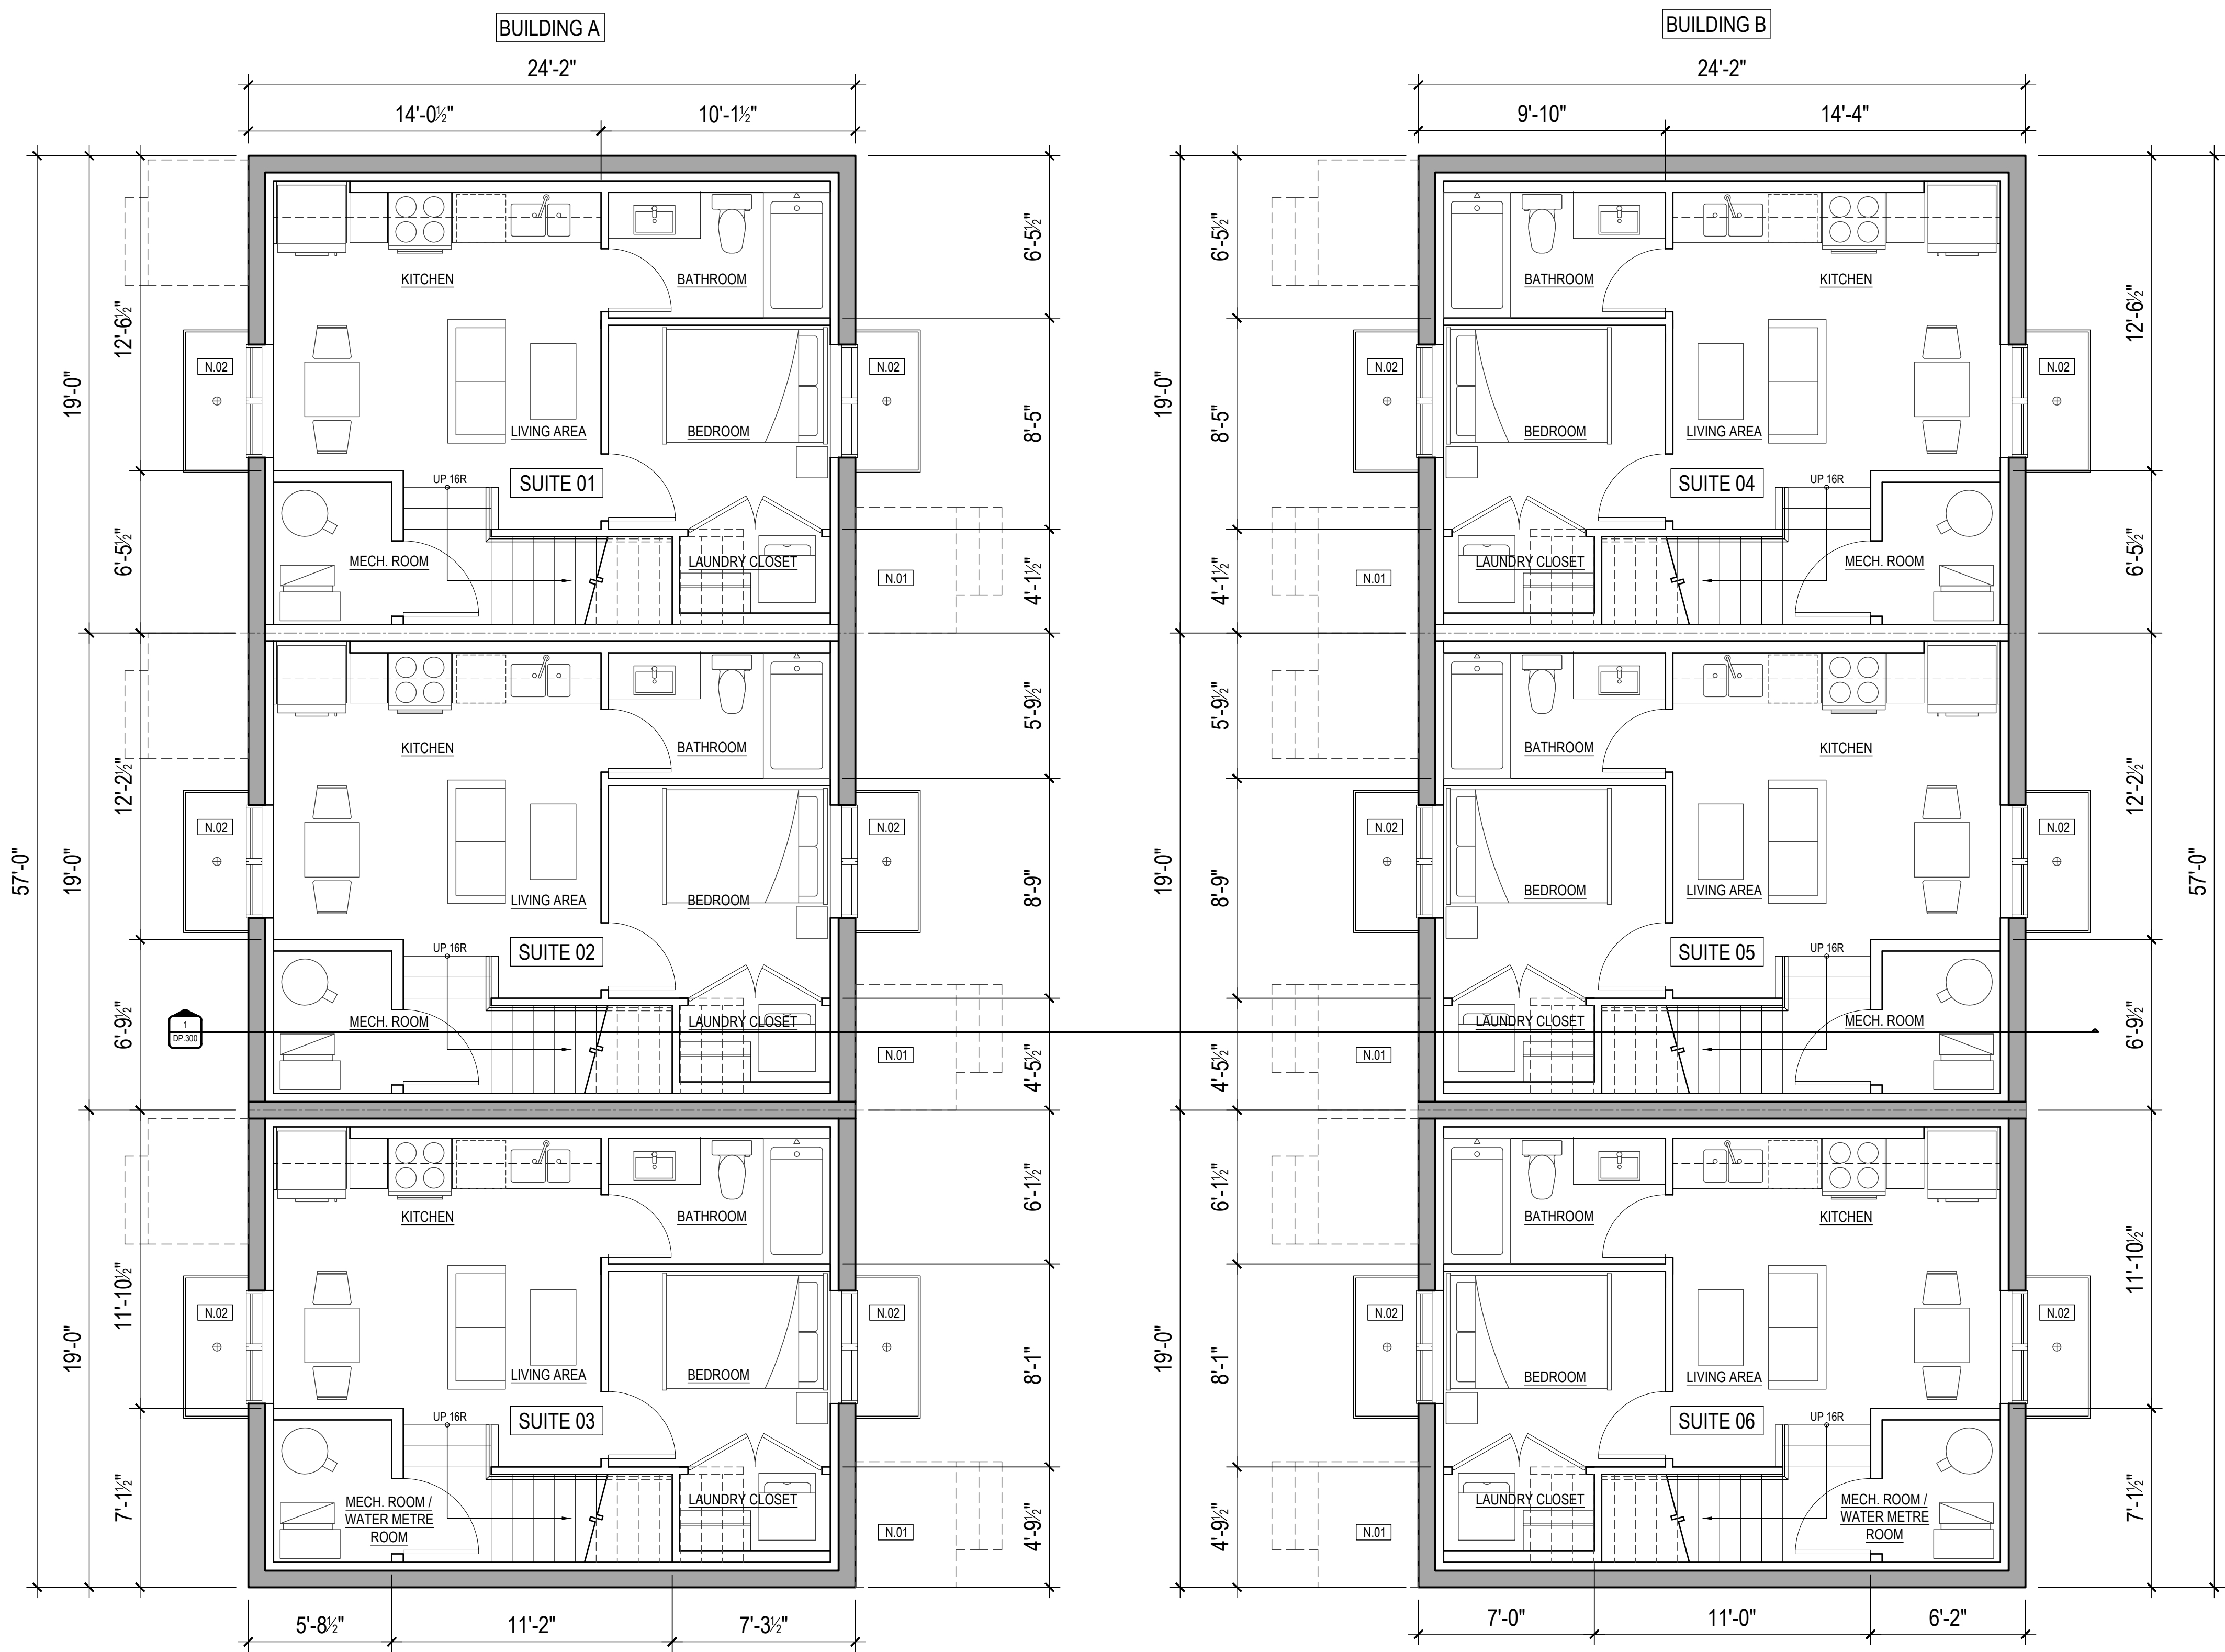 BUILDING A
BUILDING B
24'-2"
24'-2"
14'-0½"
10'-1½"
9'-10"
14'-4"
KITCHEN
BATHROOM
BATHROOM
KITCHEN
6'-5½"
6'-5½"
12'-6½"
12'-6½"
N.02
N.02
N.02
N.02
19'-0"
19'-0"
8'-5"
8'-5"
LIVING AREA
BEDROOM
BEDROOM
LIVING AREA
UP 16R
SUITE 01
SUITE 04
UP 16R
6'-5½"
MECH. ROOM
LAUNDRY CLOSET
N.01
4'-1½"
4'-1½"
N.01
LAUNDRY CLOSET
MECH. ROOM
6'-5½"
KITCHEN
BATHROOM
BATHROOM
KITCHEN
5'-9½"
5'-9½"
12'-2½"
12'-2½"
N.02
N.02
N.02
N.02
57'-0"
19'-0"
19'-0"
57'-0"
8'-9"
8'-9"
LIVING AREA
BEDROOM
BEDROOM
LIVING AREA
UP 16R
SUITE 02
SUITE 05
UP 16R
6'-9½"
1
DP.300
MECH. ROOM
LAUNDRY CLOSET
N.01
4'-5½"
4'-5½"
N.01
LAUNDRY CLOSET
MECH. ROOM
6'-9½"
KITCHEN
BATHROOM
BATHROOM
KITCHEN
6'-1½"
6'-1½"
11'-10½"
11'-10½"
N.02
N.02
N.02
N.02
19'-0"
19'-0"
8'-1"
8'-1"
LIVING AREA
BEDROOM
BEDROOM
LIVING AREA
UP 16R
SUITE 03
SUITE 06
UP 16R
7'-1½"
MECH. ROOM /
WATER METRE
ROOM
LAUNDRY CLOSET
N.01
4'-9½"
4'-9½"
N.01
LAUNDRY CLOSET
MECH. ROOM /
WATER METRE
ROOM
7'-1½"
5'-8½"
11'-2"
7'-3½"
7'-0"
11'-0"
6'-2"